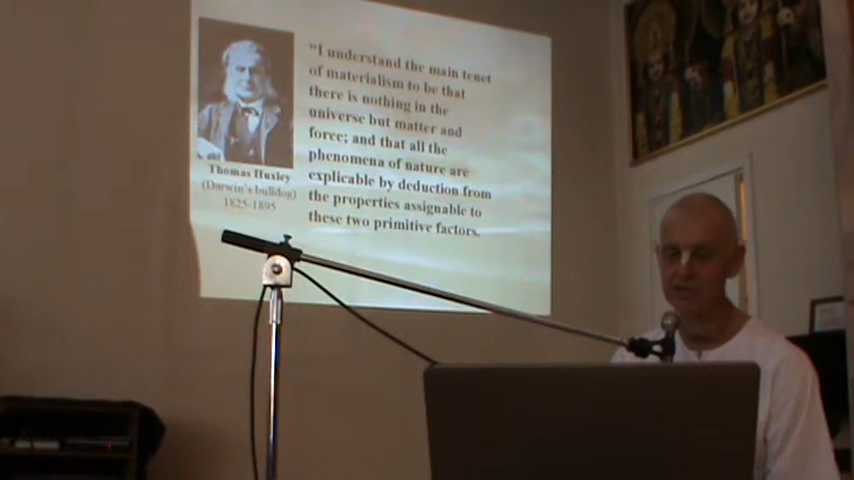 "I understand the main tenet
of materialism to be that
there is nothing in the
universe but matter and
force; and that all the
phenomena of nature are
explicable by deduction from
the properties assignable to
these two primitive factors.
Thomas Huxley
(Darwin's bulldog)
1825-1895